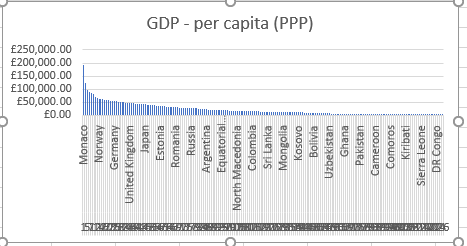 GDP - per capita (PPP)
£250,000.00
£200,000.00
£150,000.00
£100,000.00
£50,000.00
£0.00
Monaco
Norway
Germany
United Kingdom
Japan
Estonia
Romania
Russia
Argentina
Equatorial…
North Macedonia
Colombia
Sri Lanka
Mongolia
Kosovo
Bolivia
Uzbekistan
Ghana
Pakistan
Cameroon
Comoros
Kiribati
Sierra Leone
DR Congo